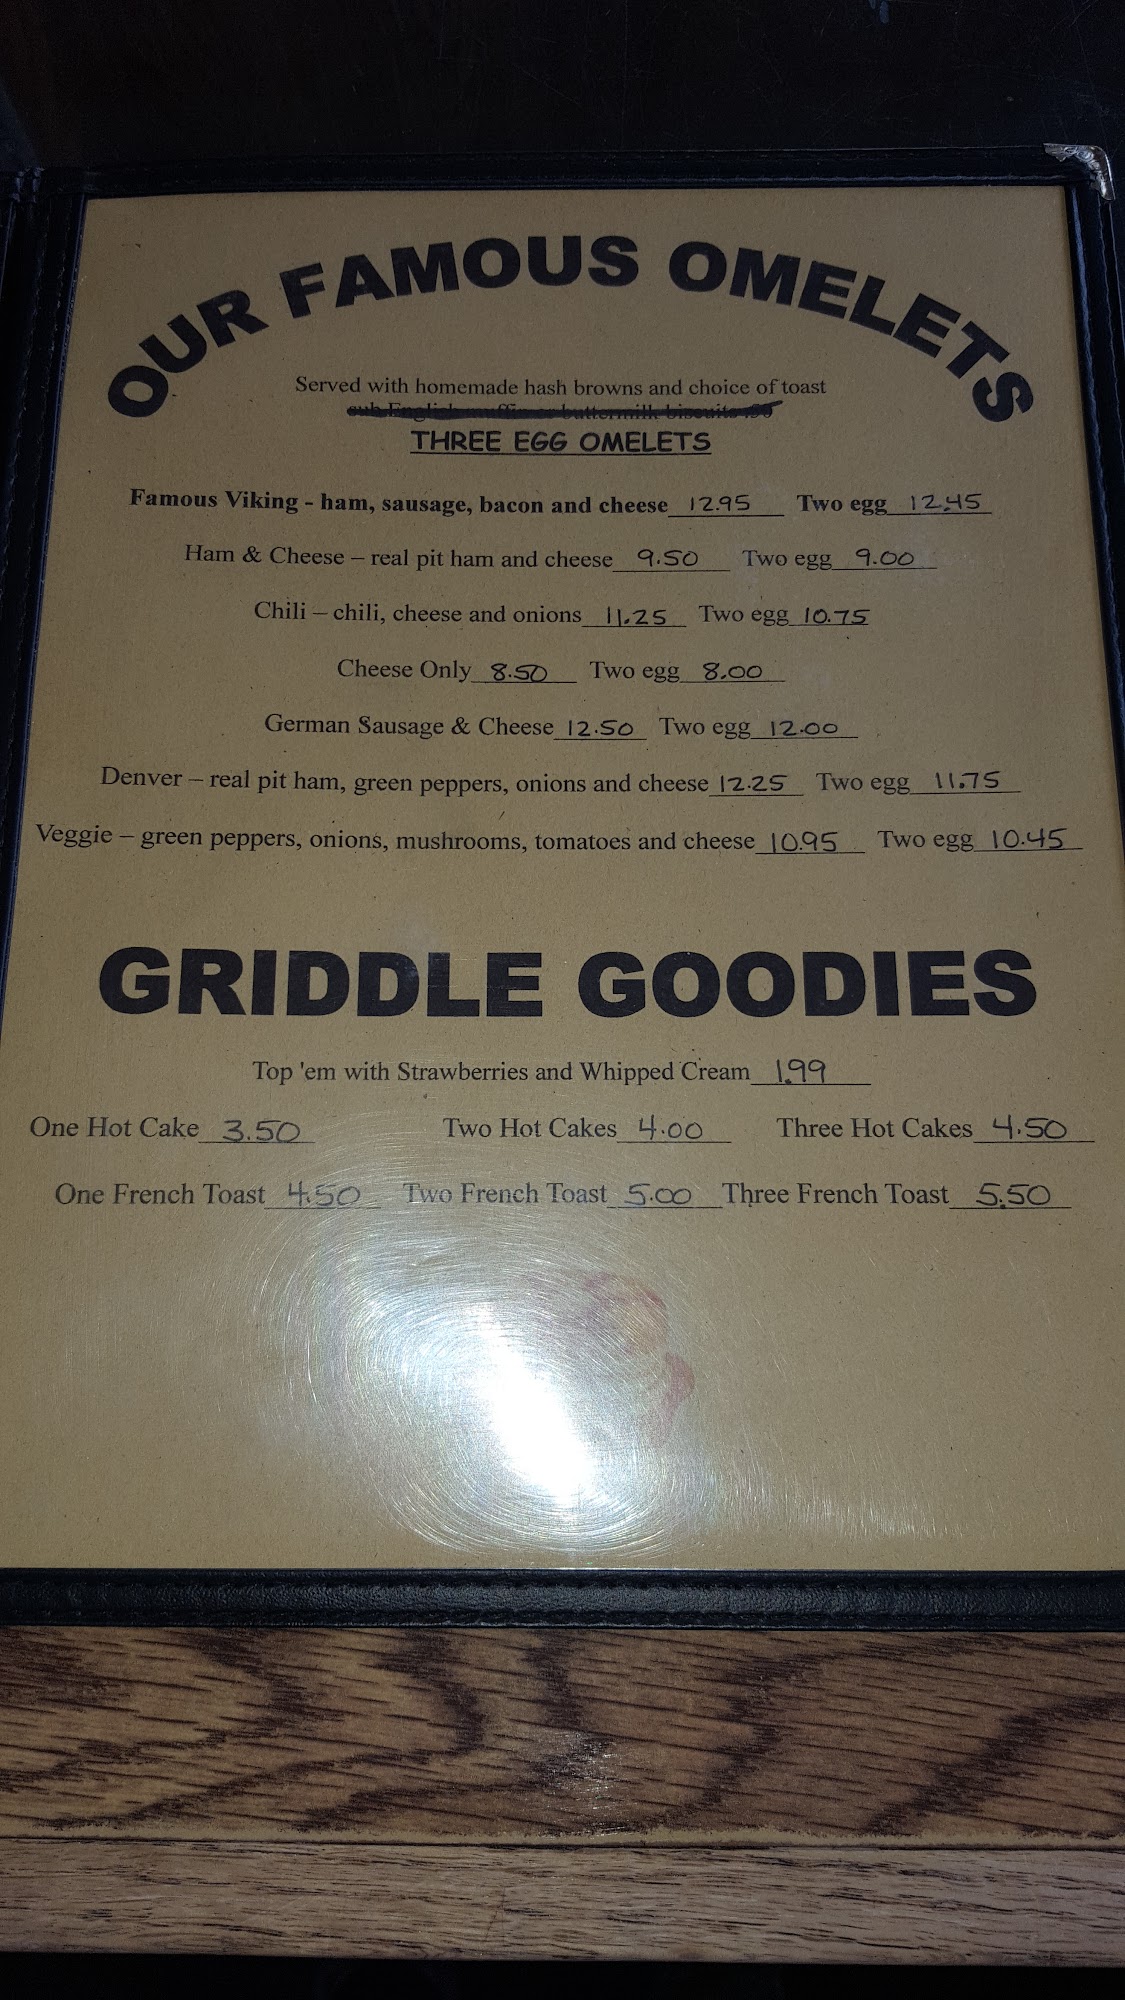 OUR FAMOUS OMELETS
Served with homemade hash browns and choice of toast
sub English muffin or buttermilk biscuits .50
THREE EGG OMELETS
Famous Viking - ham, sausage, bacon and cheese 12.95 Two egg 12.45
Ham & Cheese – real pit ham and cheese 9.50 Two egg 9.00
Chili – chili, cheese and onions 11.25 Two egg 10.75
Cheese Only 8.50 Two egg 8.00
German Sausage & Cheese 12.50 Two egg 12.00
Denver – real pit ham, green peppers, onions and cheese 12.25 Two egg 11.75
Veggie – green peppers, onions, mushrooms, tomatoes and cheese 10.95 Two egg 10.45
GRIDDLE GOODIES
Top 'em with Strawberries and Whipped Cream 1.99
One Hot Cake 3.50 Two Hot Cakes 4.00 Three Hot Cakes 4.50
One French Toast 4.50 Two French Toast 5.00 Three French Toast 5.50